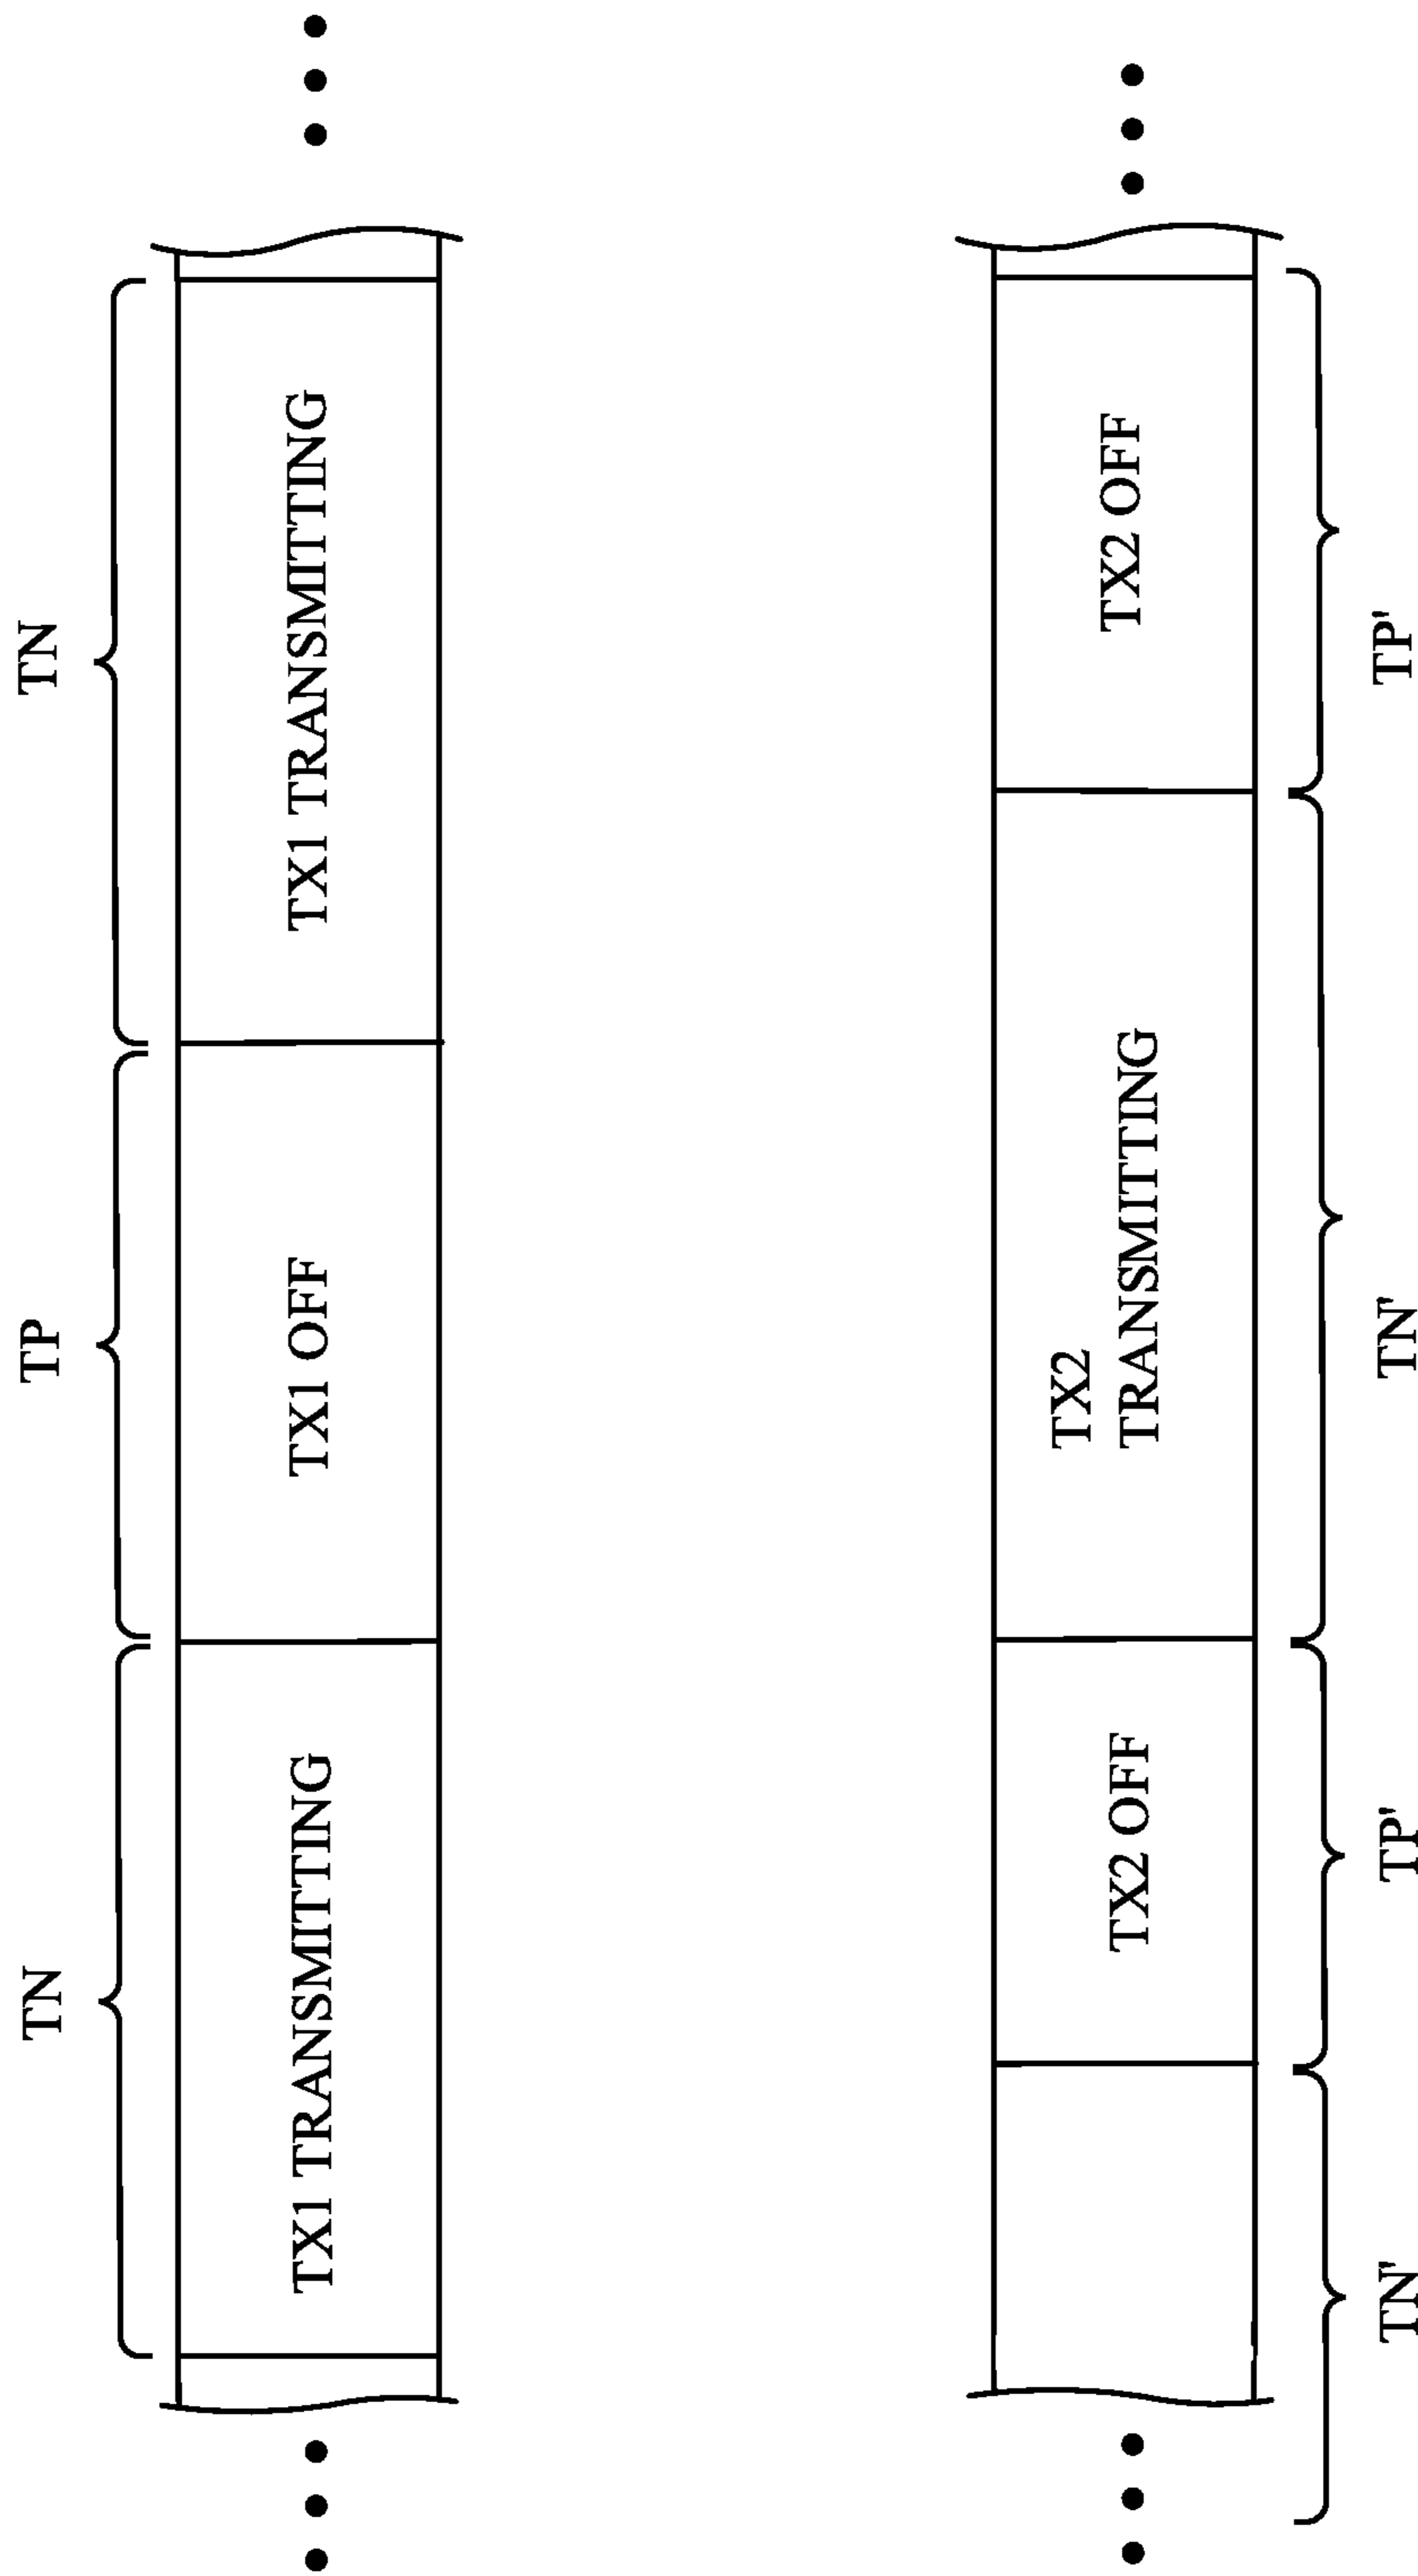 TN
TP
TN
TX1 TRANSMITTING
TX1 OFF
TX1 TRANSMITTING
TX2
TX2 OFF
TRANSMITTING
TX2 OFF
TN'
TP'
TN'
TP'